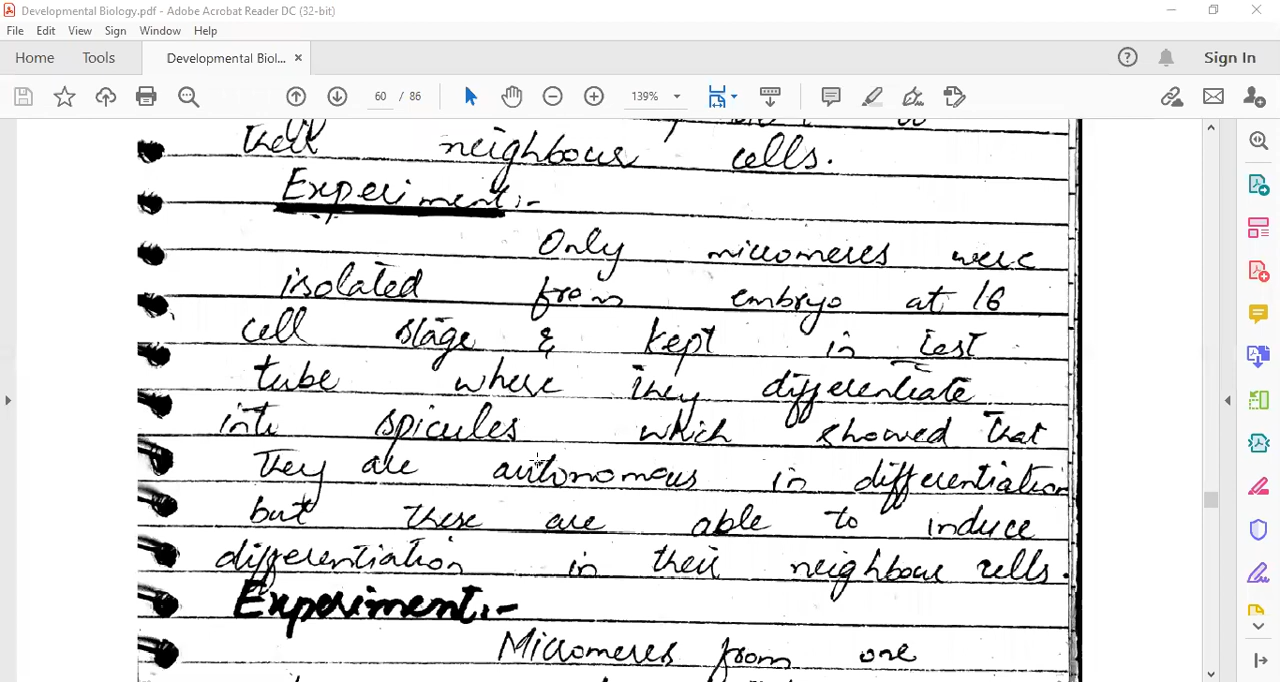 Developmental Biology.pdf - Adobe Acrobat Reader DC (32-bit)
File Edit View Sign Window Help
Home Tools Developmental Biol... × Sign In
60 / 86 139%
their neighbour cells.
Experiment:-
Only micromeres were
isolated from embryo at 16
cell stage & kept in test
tube where they differentiate
into spicules which showed that
they are autonomous in differentiation
but these are able to induce
differentiation in their neighbour cells.
Experiment:-
Micromeres from one